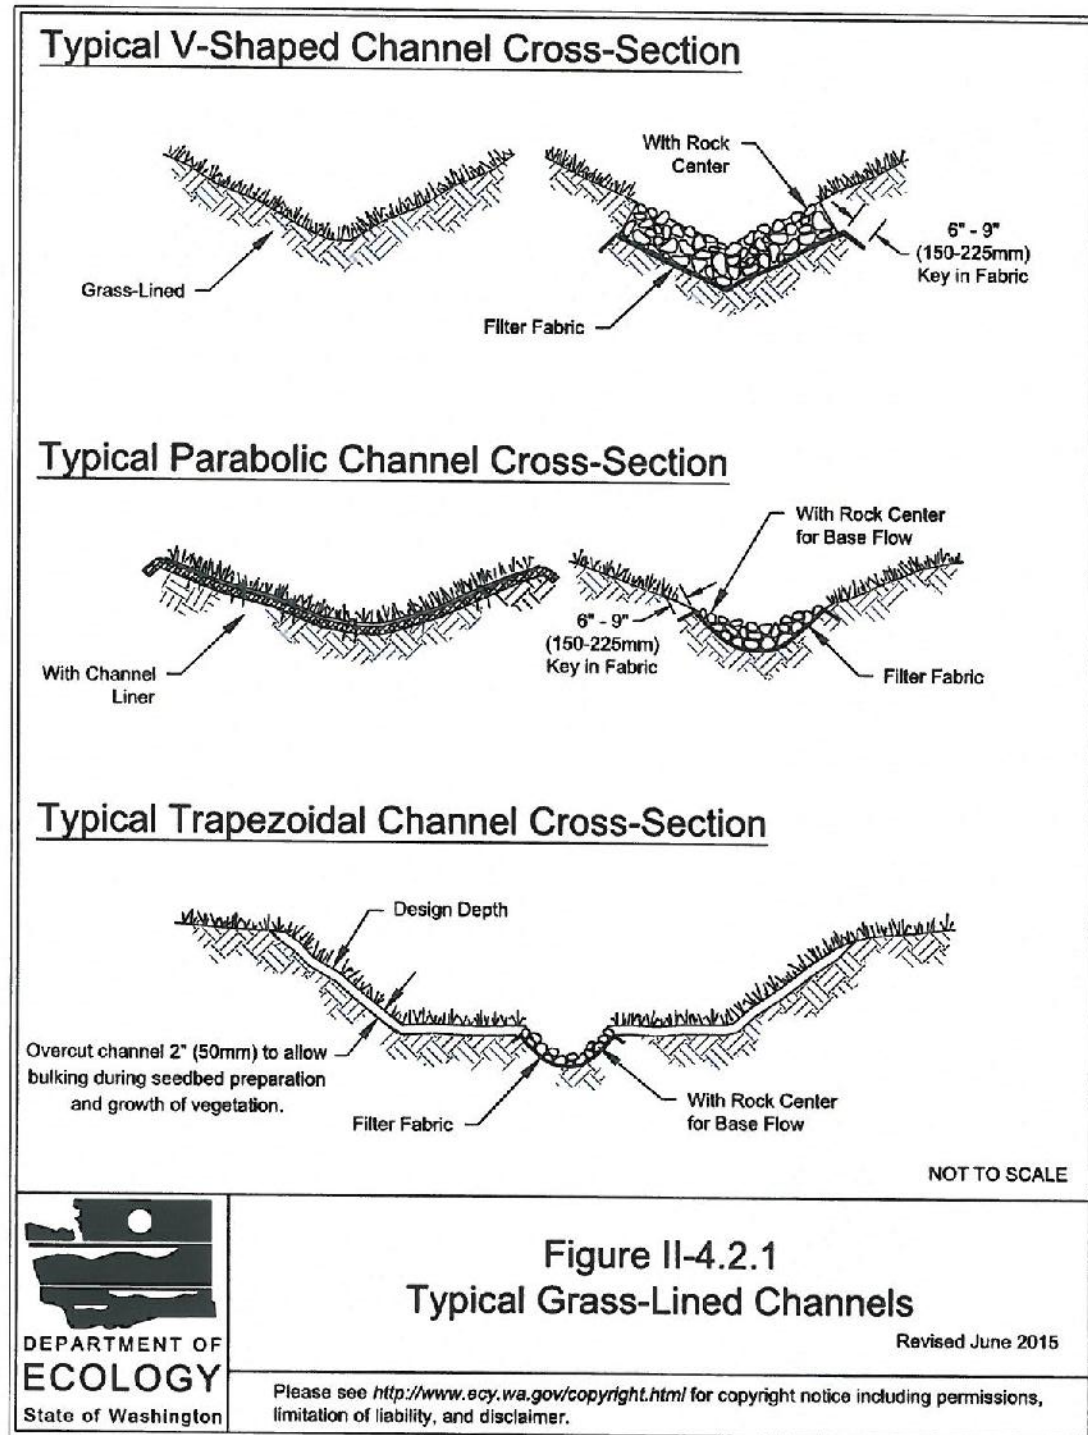 Typical V-Shaped Channel Cross-Section
With Rock
Center
6" - 9"
(150-225mm)
Key in Fabric
Grass-Lined
Filter Fabric
Typical Parabolic Channel Cross-Section
With Rock Center
for Base Flow
6" - 9"
(150-225mm)
Key in Fabric
With Channel
Liner
Filter Fabric
Typical Trapezoidal Channel Cross-Section
Design Depth
Overcut channel 2" (50mm) to allow
bulking during seedbed preparation
and growth of vegetation.
Filter Fabric
With Rock Center
for Base Flow
NOT TO SCALE
DEPARTMENT OF
ECOLOGY
State of Washington
Figure II-4.2.1
Typical Grass-Lined Channels
Revised June 2015
Please see http://www.ecy.wa.gov/copyright.html for copyright notice including permissions,
limitation of liability, and disclaimer.